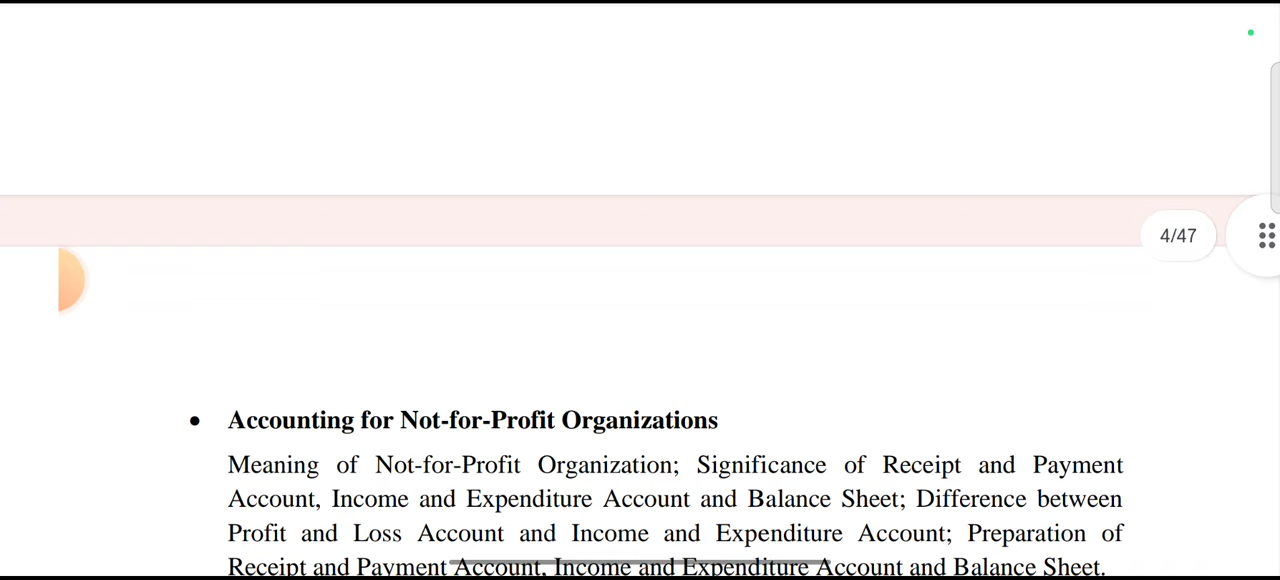 4/47
• Accounting for Not-for-Profit Organizations
Meaning of Not-for-Profit Organization; Significance of Receipt and Payment
Account, Income and Expenditure Account and Balance Sheet; Difference between
Profit and Loss Account and Income and Expenditure Account; Preparation of
Receipt and Payment Account, Income and Expenditure Account and Balance Sheet.